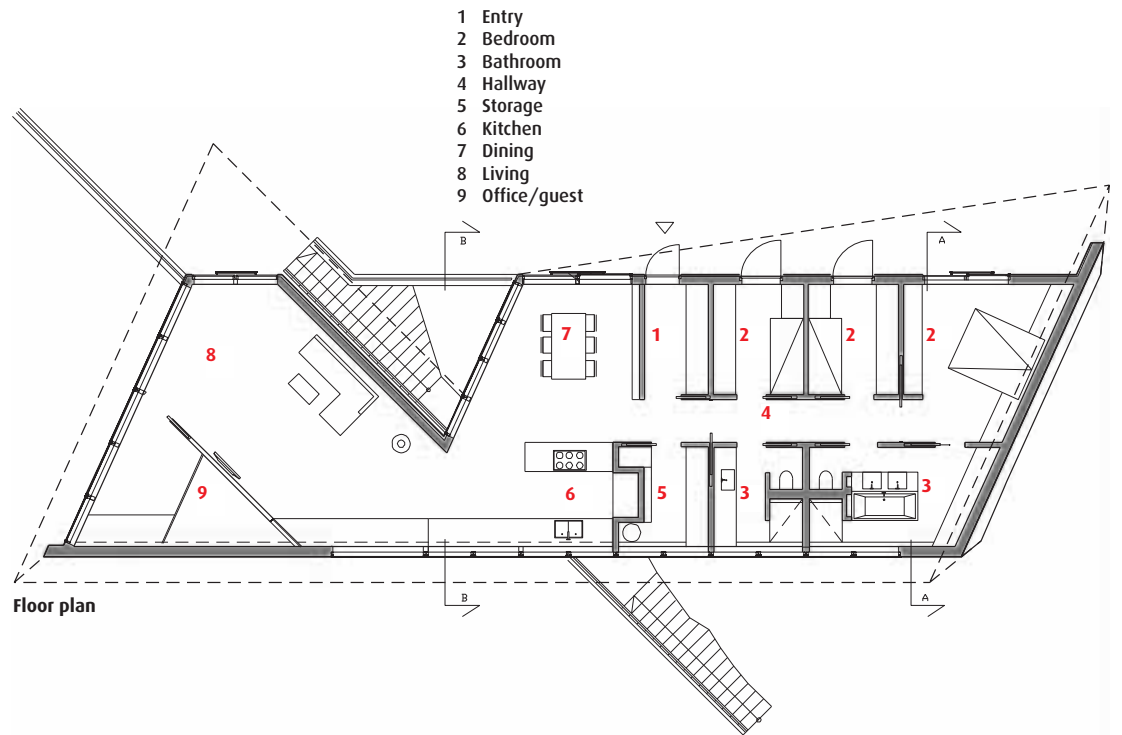 1 Entry
2 Bedroom
3 Bathroom
4 Hallway
5 Storage
6 Kitchen
7 Dining
8 Living
9 Office/guest
B
A
7
1
2
2
2
8
4
9
6
5
3
3
Floor plan
B
A